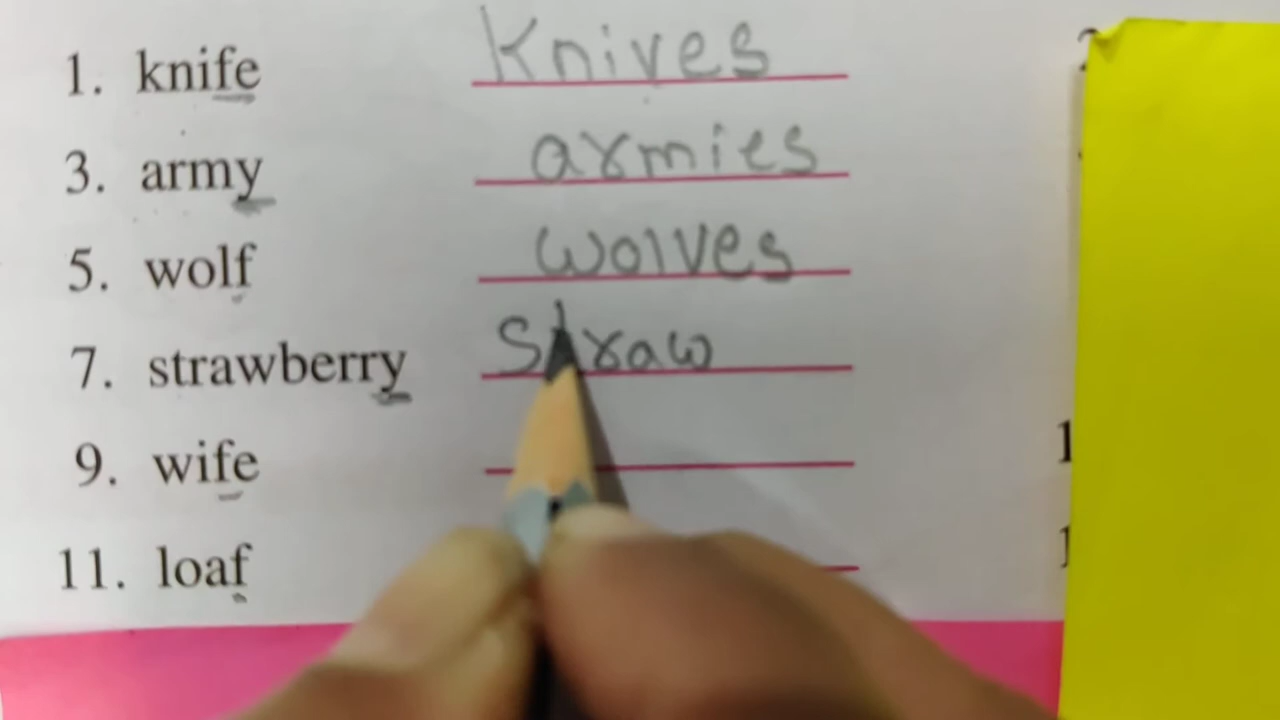 1. knife Knives
3. army armies
5. wolf wolves
7. strawberry Straw
9. wife
11. loaf